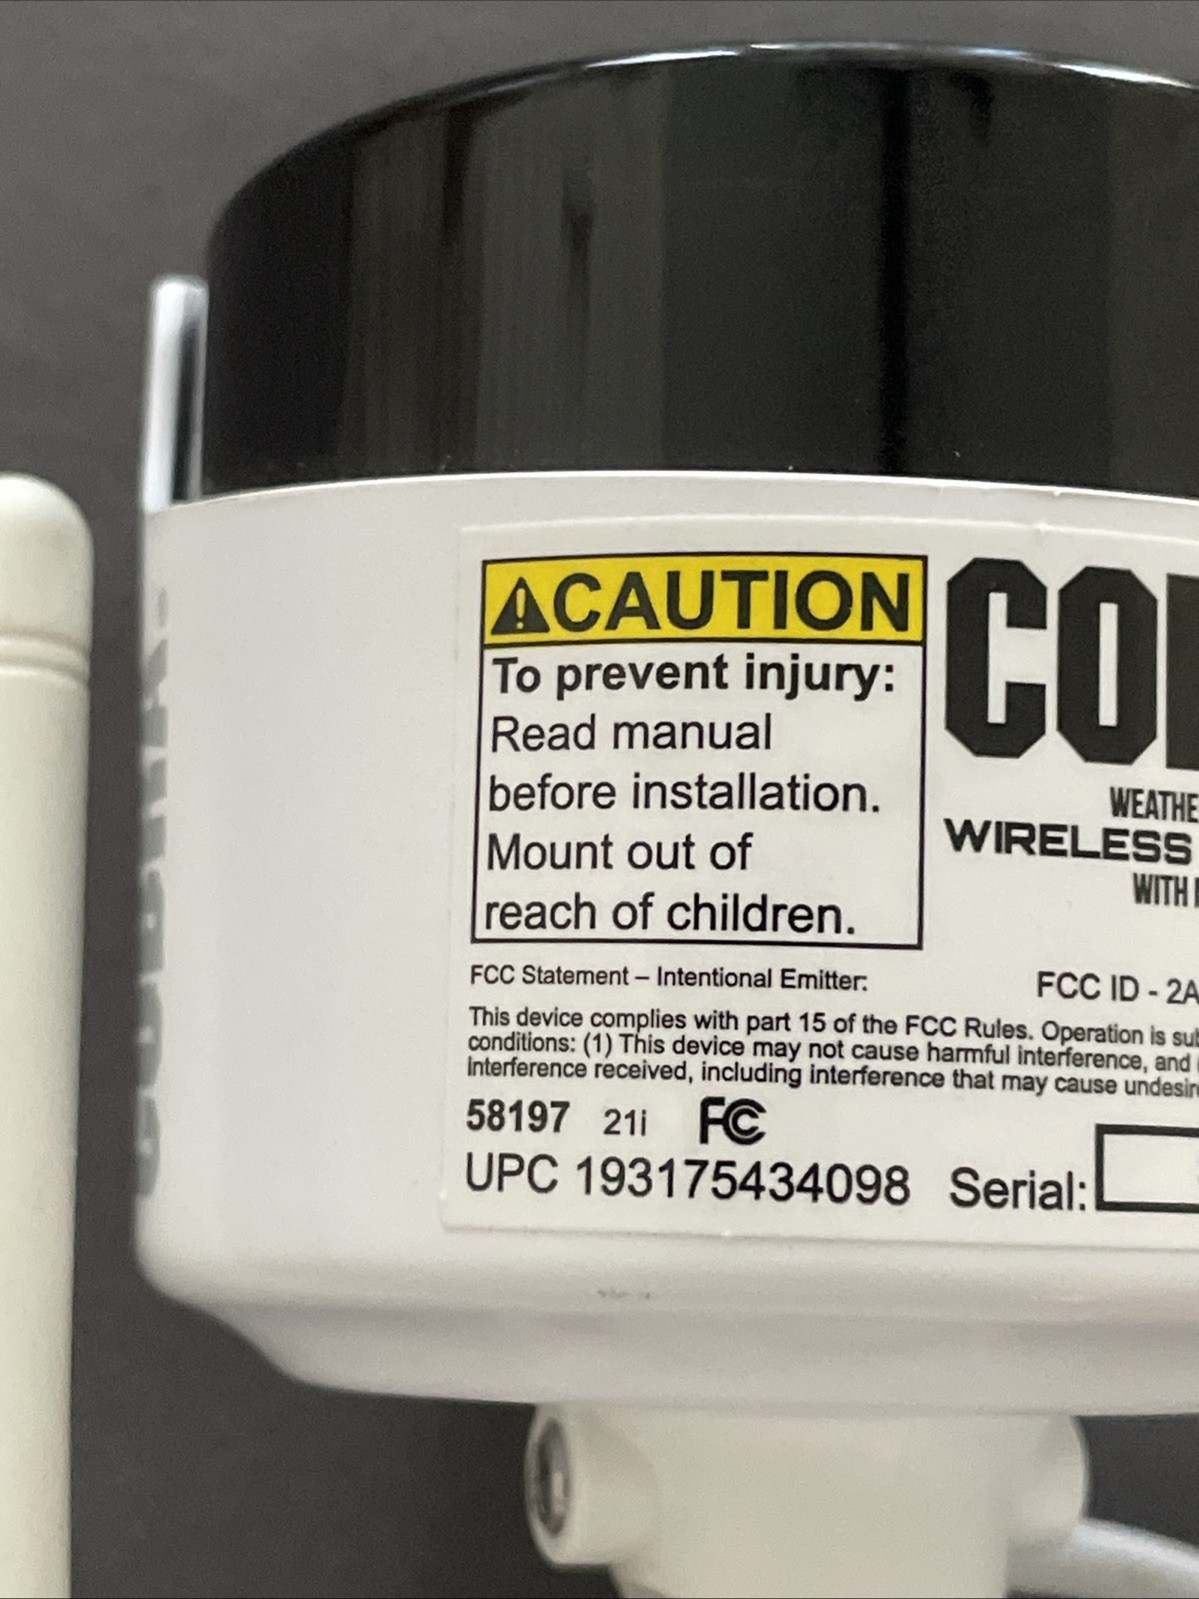 CAUTION
To prevent injury:
Read manual
before installation.
Mount out of
reach of children.
WIRELESS
WITH
FCC Statement – Intentional Emitter:
FCC ID - 2A
This device complies with part 15 of the FCC Rules. Operation is
conditions: (1) This device may not cause harmful interference, and
interference received, including interference that may cause
58197 21i FC
UPC 193175434098 Serial: